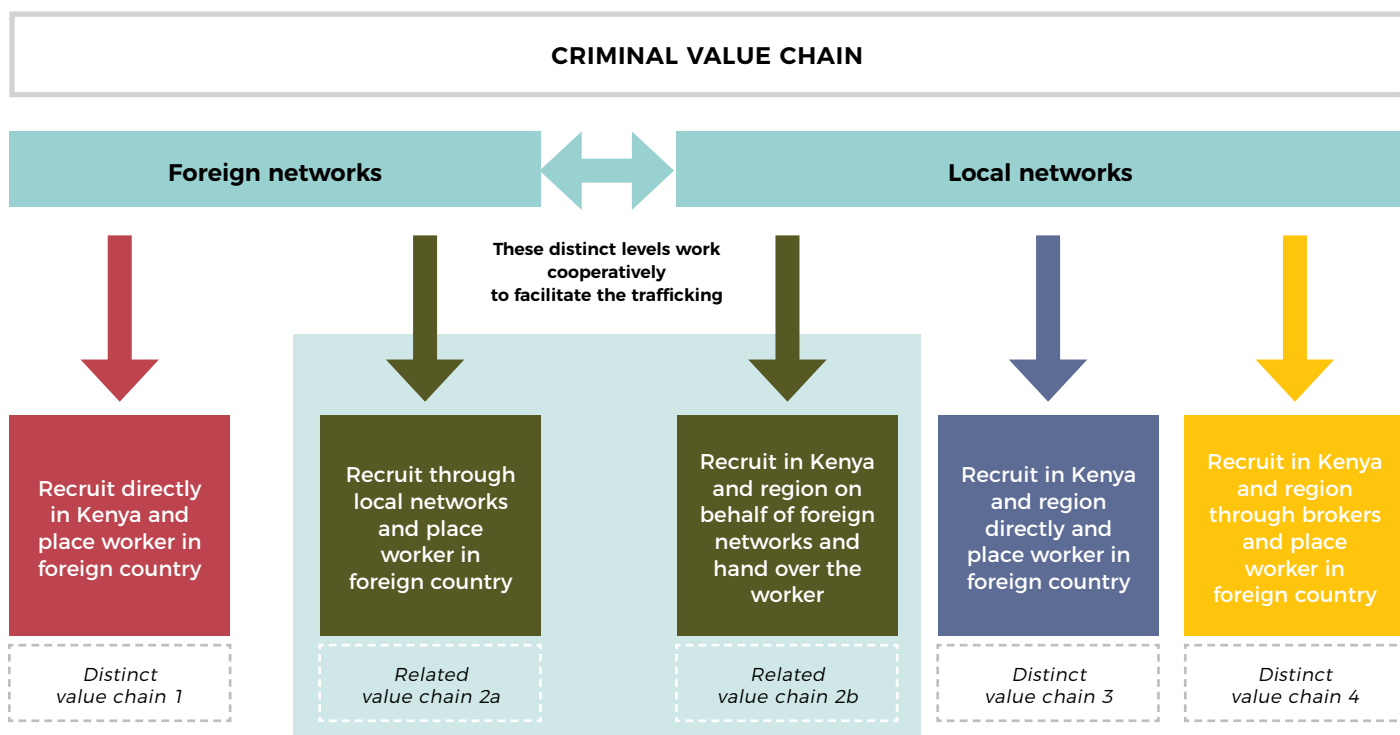 CRIMINAL VALUE CHAIN
Foreign networks
Local networks
These distinct levels work
cooperatively
to facilitate the trafficking
Recruit directly
in Kenya and
place worker in
foreign country
Recruit through
local networks
and place
worker in
foreign country
Recruit in Kenya
and region on
behalf of foreign
networks and
hand over the
worker
Recruit in Kenya
and region
directly and
place worker in
foreign country
Recruit in Kenya
and region
through brokers
and place
worker in
foreign country
Distinct
value chain 1
Related
value chain 2a
Related
value chain 2b
Distinct
value chain 3
Distinct
value chain 4